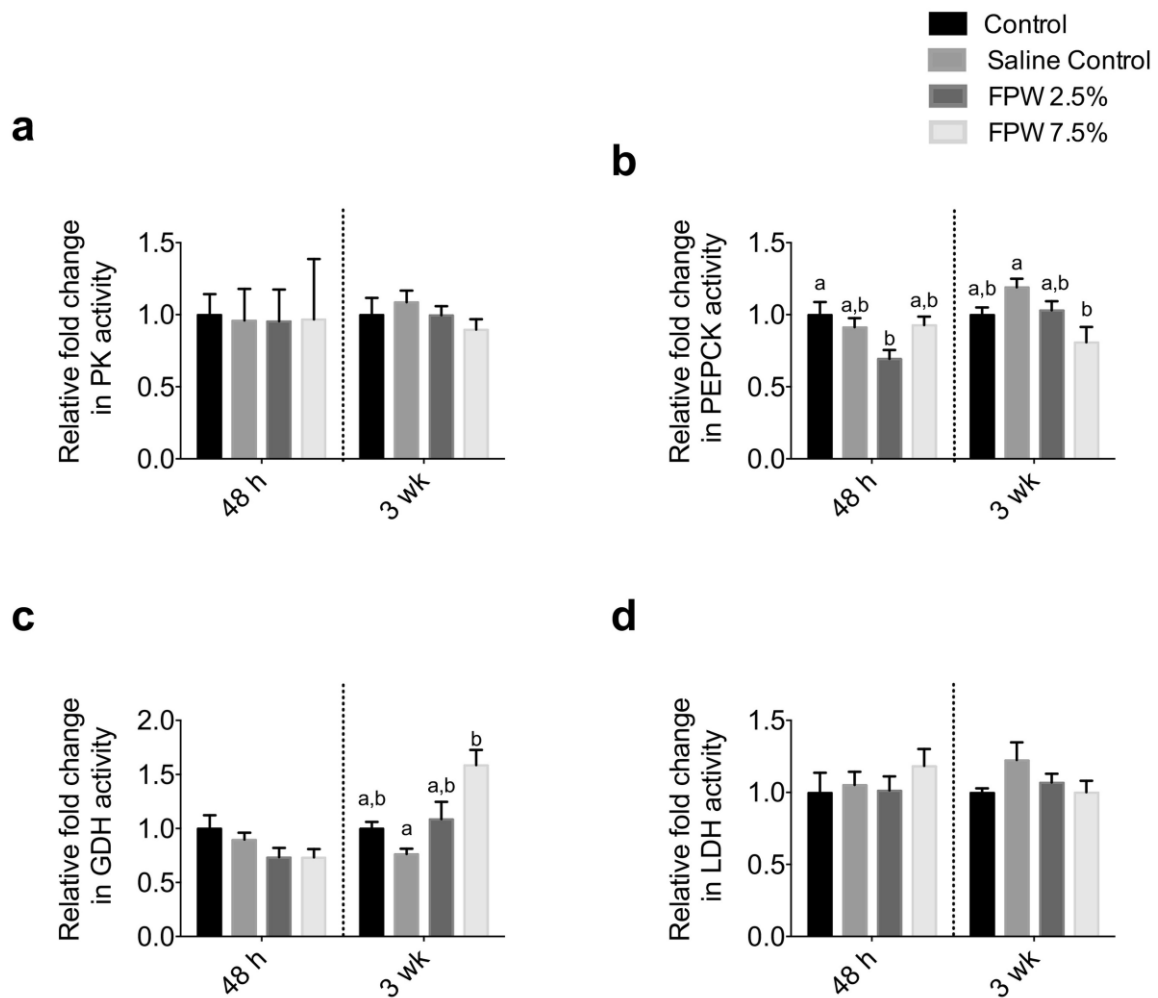 Control
Saline Control
FPW 2.5%
FPW 7.5%
a
Relative fold change
in PK activity
1.5
1.0
0.5
0.0
48 h
3 wk
b
Relative fold change
in PEPCK activity
1.5
1.0
0.5
0.0
a
a,b
b
a,b
a,b
a
a,b
b
48 h
3 wk
c
Relative fold change
in GDH activity
2.0
1.5
1.0
0.5
0.0
a,b
a
a,b
b
48 h
3 wk
d
Relative fold change
in LDH activity
1.5
1.0
0.5
0.0
48 h
3 wk